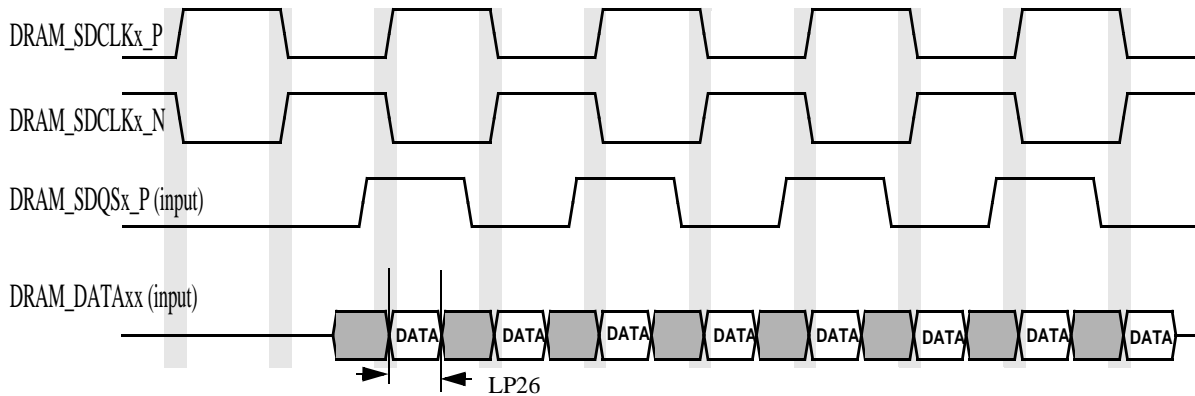 DRAM_SDCLKx_P
DRAM_SDCLKx_N
DRAM_SDQSx_P (input)
DRAM_DATAxx (input)
DATA DATA DATA DATA DATA DATA DATA DATA
LP26